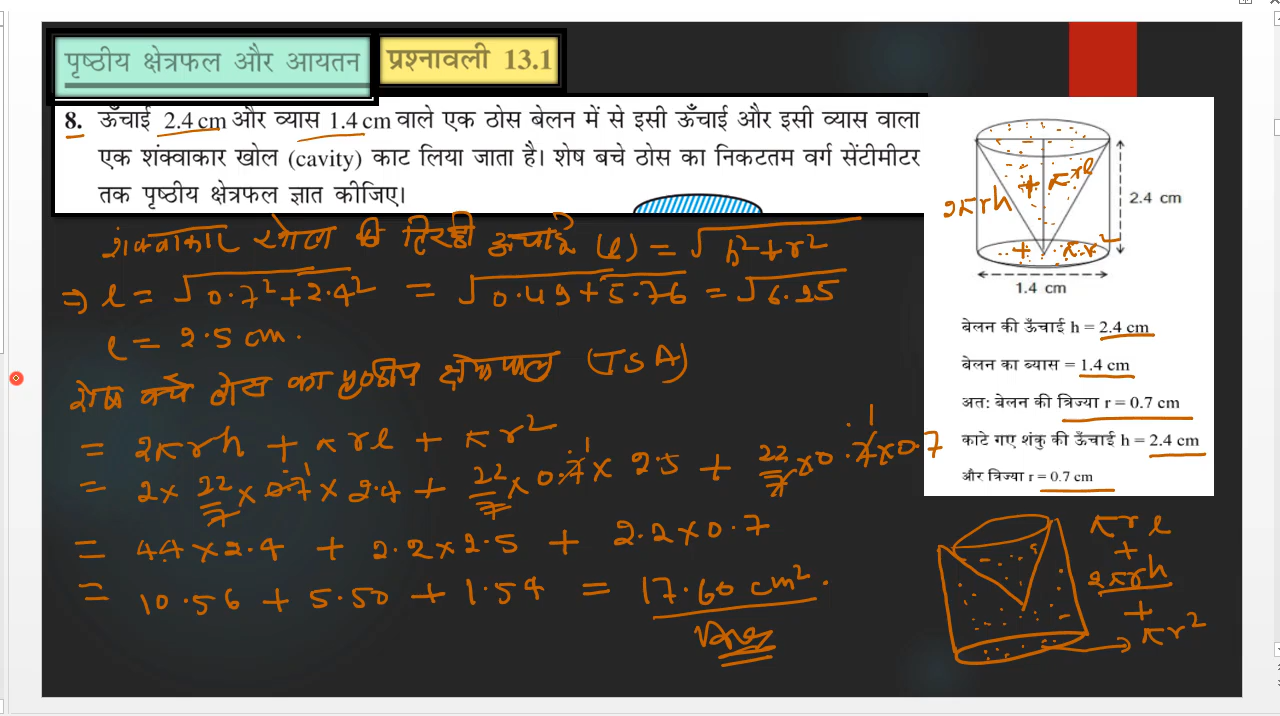 पृष्ठीय क्षेत्रफल और आयतन
प्रश्नावली 13.1
8. ऊँचाई 2.4 cm और व्यास 1.4 cm वाले एक ठोस बेलन में से इसी ऊँचाई और इसी व्यास वाला
एक शंक्वाकार खोल (cavity) काट लिया जाता है। शेष बचे ठोस का निकटतम वर्ग सेंटीमीटर
तक पृष्ठीय क्षेत्रफल ज्ञात कीजिए।
शंक्वाकार खोल की तिरछी ऊंचाई (l) = √h²+r²
⇒ l = √0.7²+2.4² = √0.49+5.76 = √6.25
l = 2.5 cm.
शेष बचे ठोस का पृष्ठीय क्षेत्रफल (TSA)
= 2πrh + πrl + πr²
= 2 × 22/7 × 0.7 × 2.4 + 22/7 × 0.7 × 2.5 + 22/7 × 0.7 × 0.7
= 4.4 × 2.4 + 2.2 × 2.5 + 2.2 × 0.7
= 10.56 + 5.50 + 1.54 = 17.60 cm².
2πrh + πrl
+ πr²
2.4 cm
1.4 cm
बेलन की ऊँचाई h = 2.4 cm
बेलन का व्यास = 1.4 cm
अत: बेलन की त्रिज्या r = 0.7 cm
काटे गए शंकु की ऊँचाई h = 2.4 cm
और त्रिज्या r = 0.7 cm
πrl
+
2πrh
+
πr²